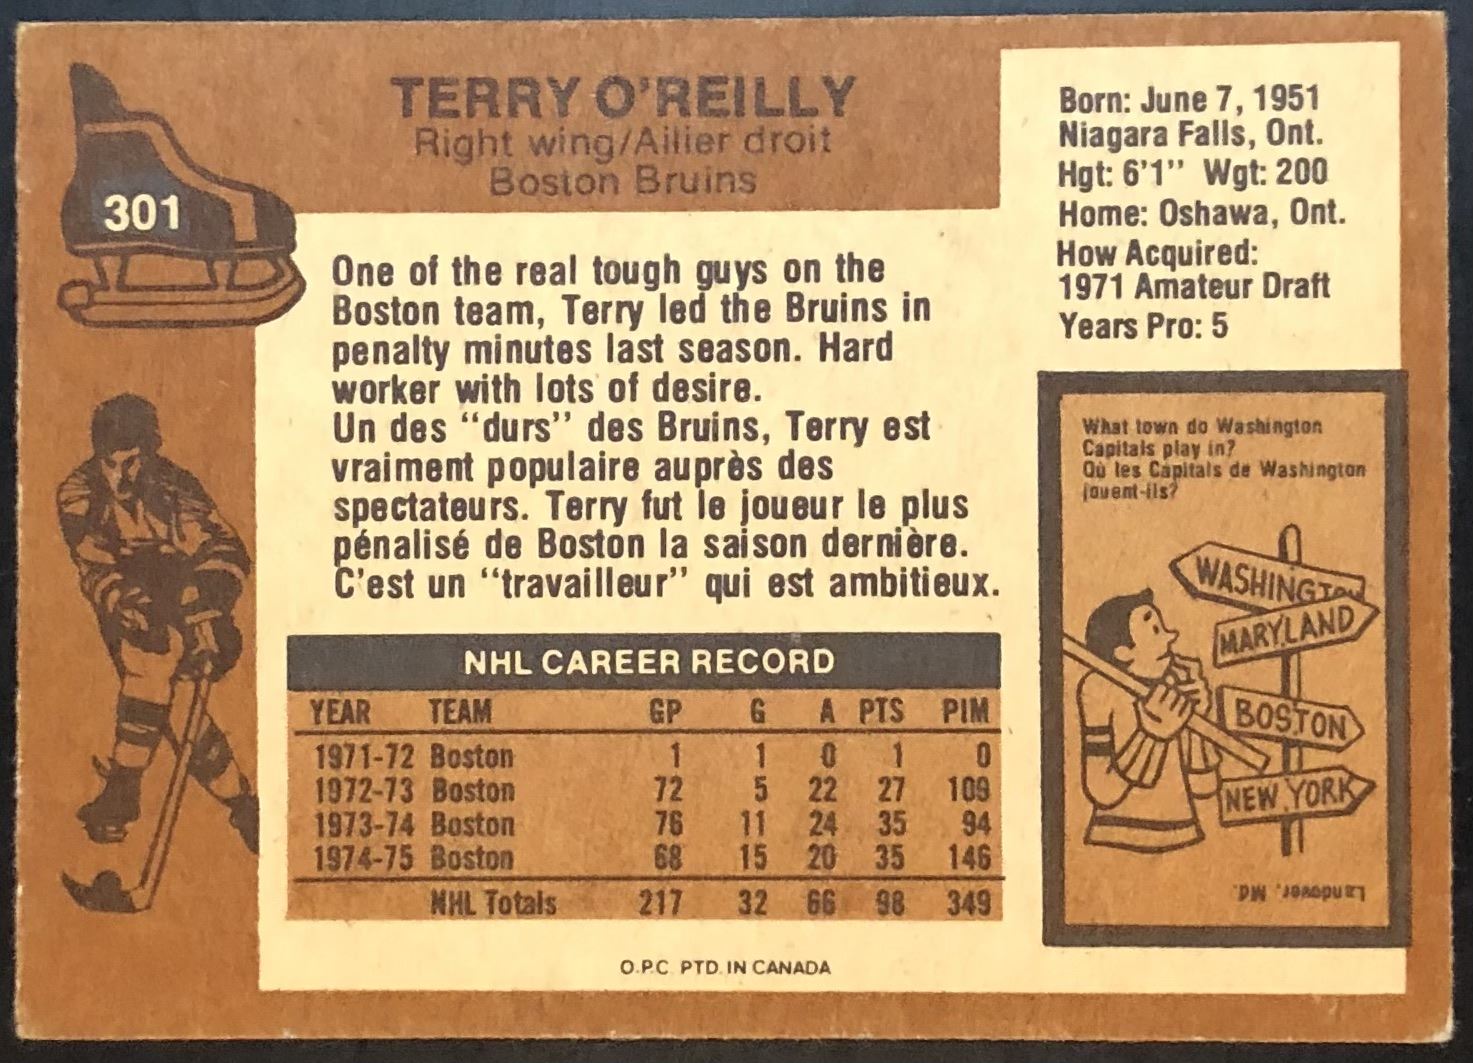 TERRY O'REILLY
Right wing/Ailier droit
Boston Bruins
301
Born: June 7, 1951
Niagara Falls, Ont.
Hgt: 6'1" Wgt: 200
Home: Oshawa, Ont.
How Acquired:
1971 Amateur Draft
Years Pro: 5
One of the real tough guys on the
Boston team, Terry led the Bruins in
penalty minutes last season. Hard
worker with lots of desire.
Un des "durs" des Bruins, Terry est
vraiment populaire auprès des
spectateurs. Terry fut le joueur le plus
pénalisé de Boston la saison dernière.
C'est un "travailleur" qui est ambitieux.
NHL CAREER RECORD
YEAR TEAM GP G A PTS PIM
1971-72 Boston 1 1 0 1 0
1972-73 Boston 72 5 22 27 109
1973-74 Boston 76 11 24 35 94
1974-75 Boston 68 15 20 35 146
NHL Totals 217 32 66 98 349
What town do Washington
Capitals play in?
Où les Capitals de Washington
jouent-ils?
WASHINGTON
MARYLAND
BOSTON
NEW YORK
Landover, Md.
O.P.C. PTD. IN CANADA